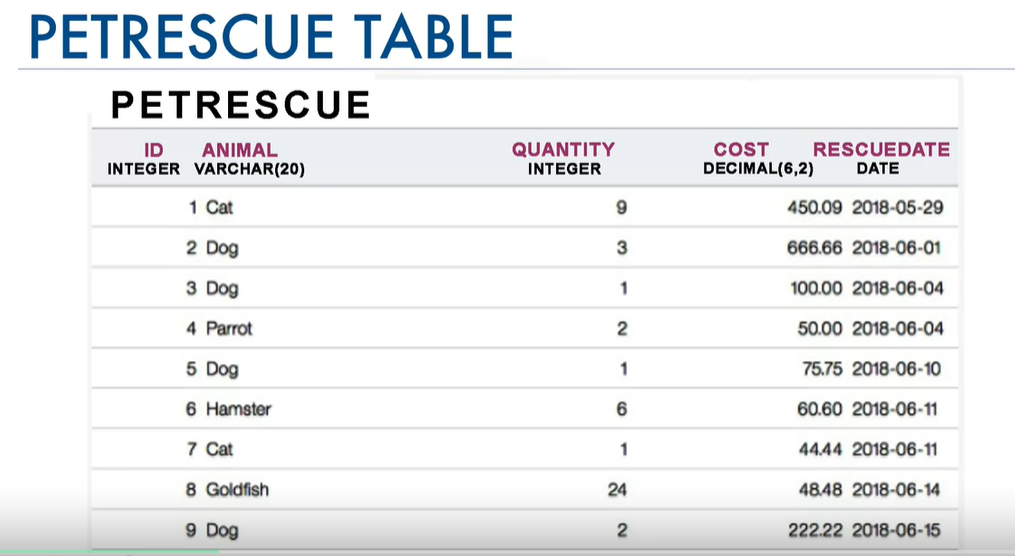 PETRESCUE TABLE
PETRESCUE
ID ANIMAL QUANTITY COST RESCUEDATE
INTEGER VARCHAR(20) INTEGER DECIMAL(6,2) DATE
1 Cat 9 450.09 2018-05-29
2 Dog 3 666.66 2018-06-01
3 Dog 1 100.00 2018-06-04
4 Parrot 2 50.00 2018-06-04
5 Dog 1 75.75 2018-06-10
6 Hamster 6 60.60 2018-06-11
7 Cat 1 44.44 2018-06-11
8 Goldfish 24 48.48 2018-06-14
9 Dog 2 222.22 2018-06-15